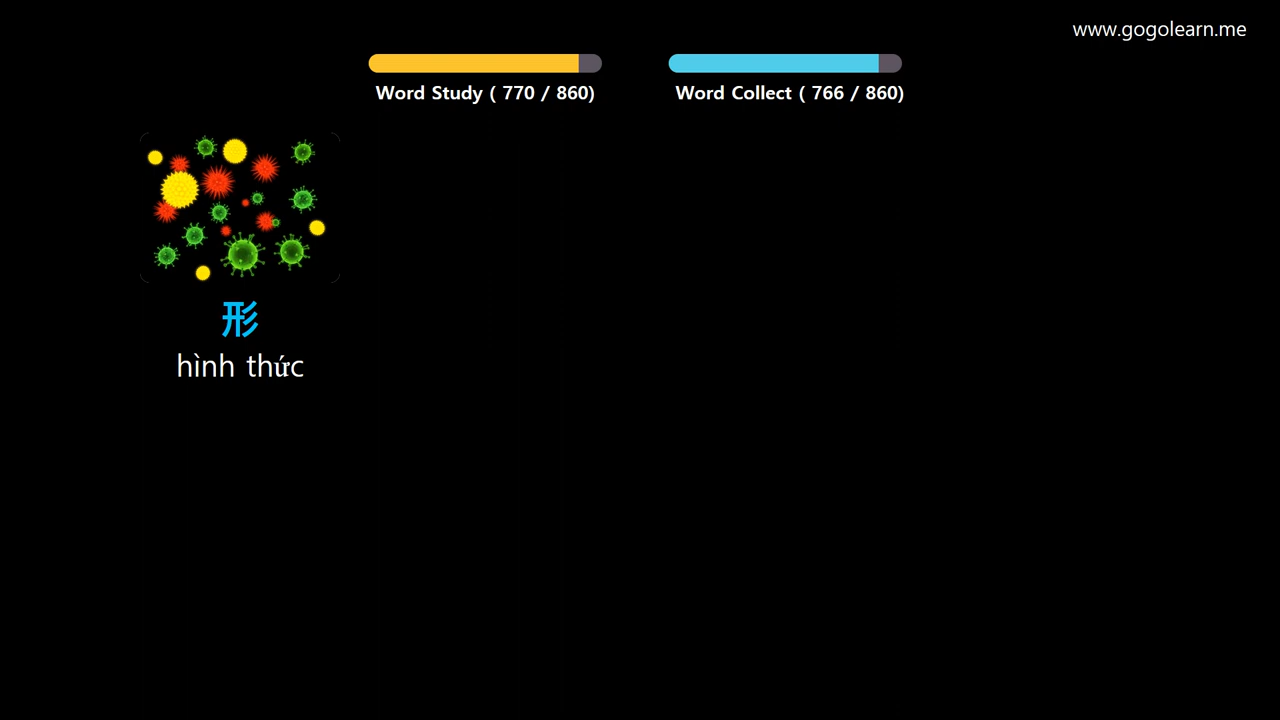 www.gogolearn.me
Word Study ( 770 / 860)
Word Collect ( 766 / 860)
形
hình thức